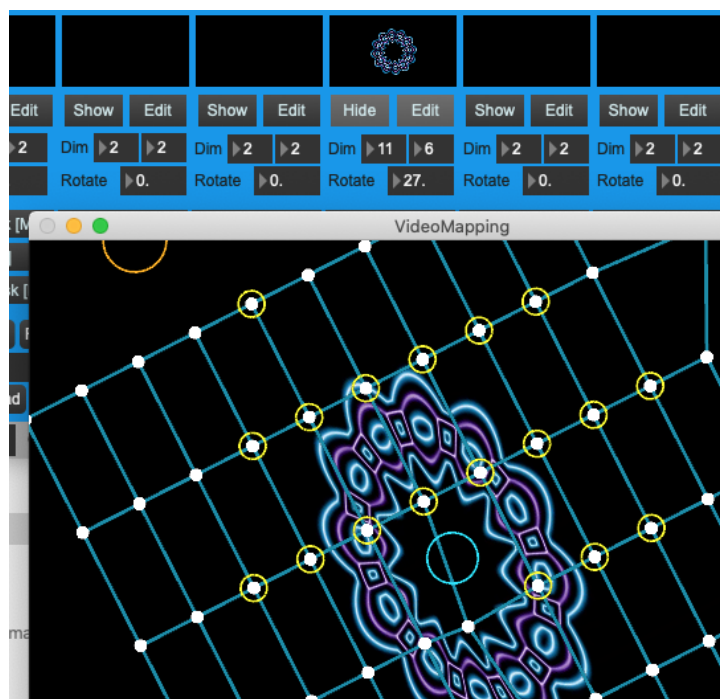 Edit Show Edit Show Edit Hide Edit Show Edit Show Edit
2 Dim 2 2 Dim 2 2 Dim 11 6 Dim 2 2 Dim 2 2
Rotate 0. Rotate 0. Rotate 27. Rotate 0. Rotate 0.
VideoMapping